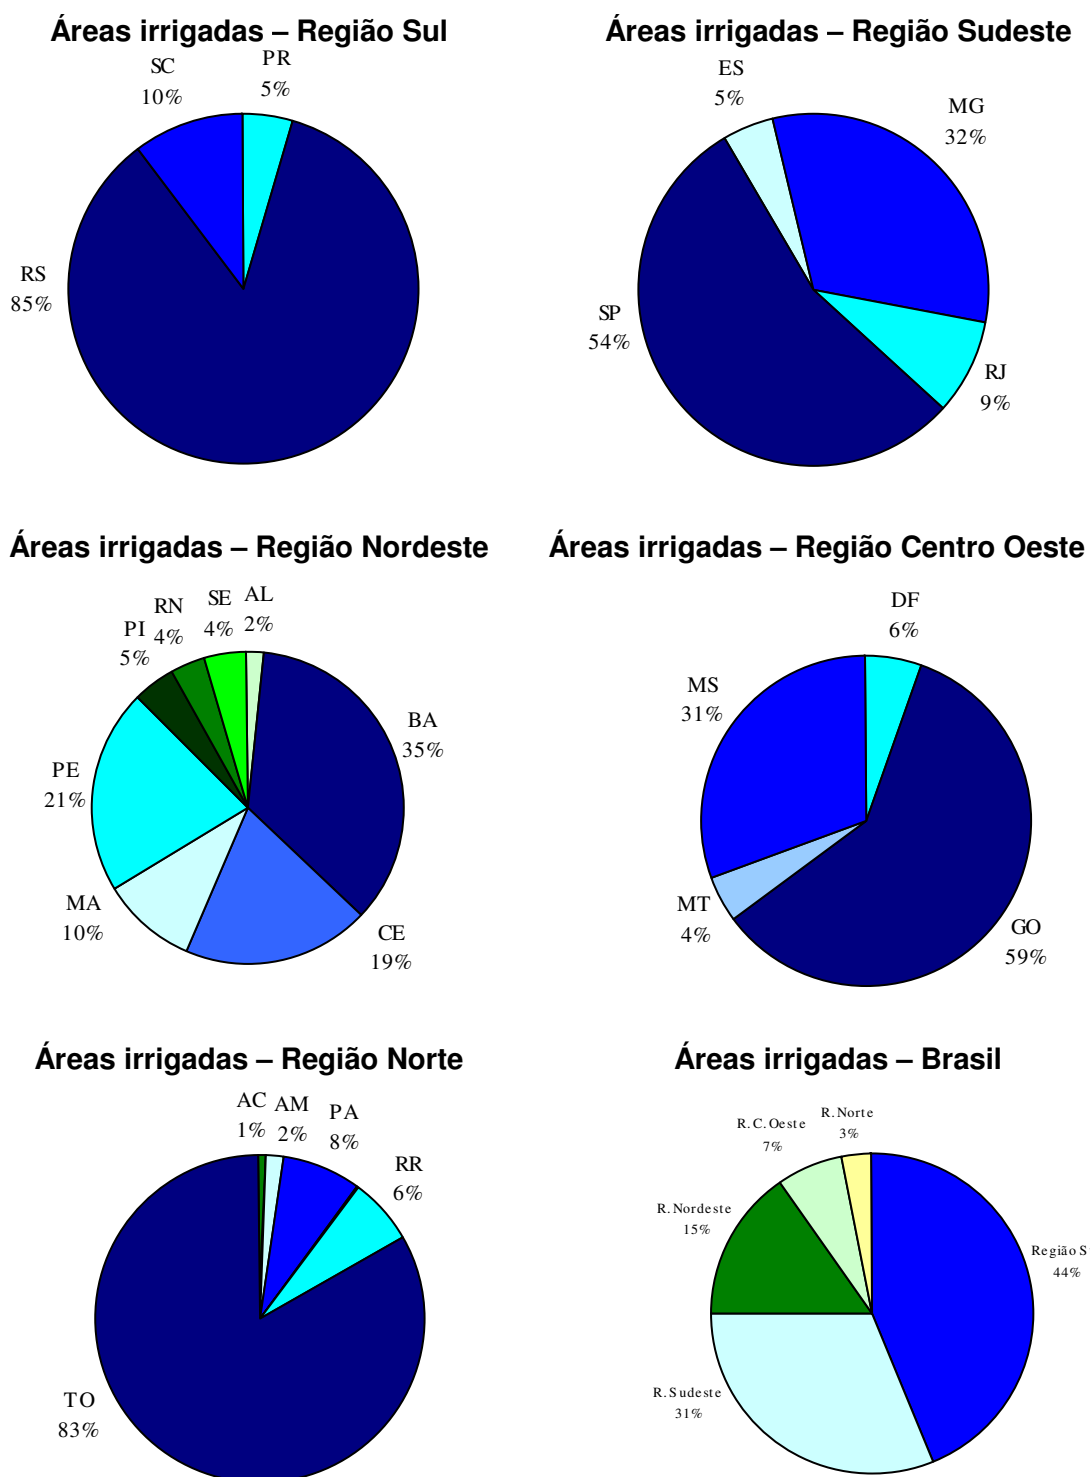 Áreas irrigadas – Região Sul
SC
10%
PR
5%
RS
85%
Áreas irrigadas – Região Sudeste
ES
5%
MG
32%
SP
54%
RJ
9%
Áreas irrigadas – Região Nordeste
PI
5%
RN
4%
SE
4%
AL
2%
BA
35%
PE
21%
MA
10%
CE
19%
Áreas irrigadas – Região Centro Oeste
DF
6%
MS
31%
MT
4%
GO
59%
Áreas irrigadas – Região Norte
AC
1%
AM
2%
PA
8%
RR
6%
TO
83%
Áreas irrigadas – Brasil
R. C. Oeste
7%
R. Norte
3%
R. Nordeste
15%
Região S
44%
R. Sudeste
31%